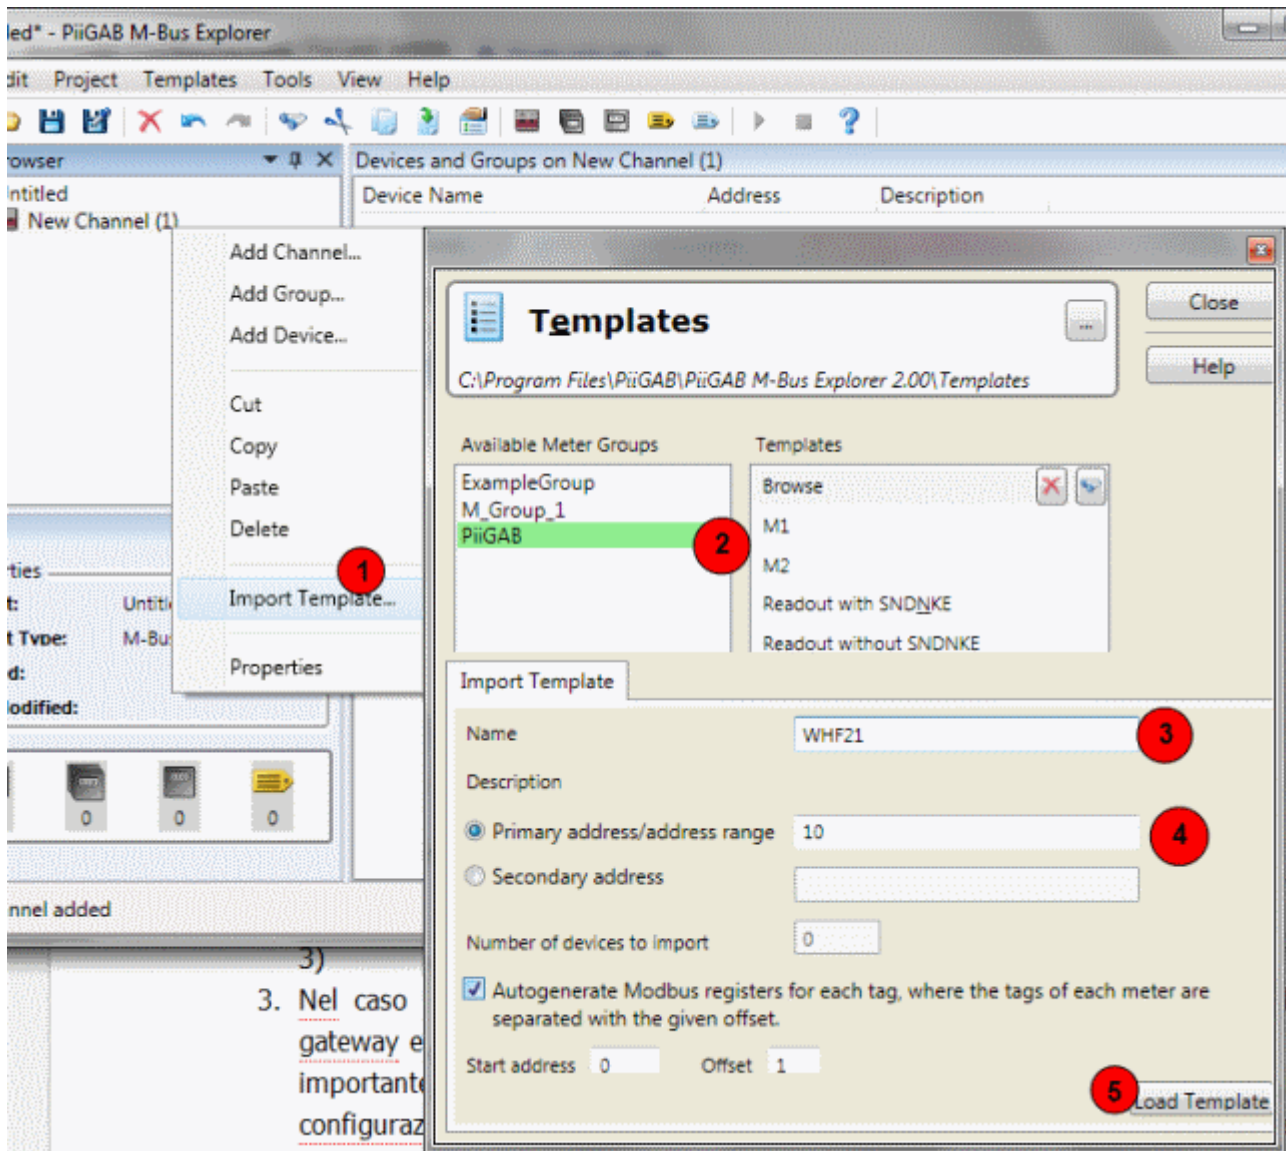 led* - PiiGAB M-Bus Explorer
dit Project Templates Tools View Help
rowser
Devices and Groups on New Channel (1)
ntitled
Device Name Address Description
New Channel (1)
Add Channel...
Add Group...
Add Device...
Cut
Copy
Paste
Delete
Import Template...
Properties
1
rties
t: Untitl
t Type: M-Bu
d:
odified:
0 0 0
nnel added
3)
3. Nel caso
gateway e
importante
configuraz
Templates
...
C:\Program Files\PiiGAB\PiiGAB M-Bus Explorer 2.00\Templates
Close
Help
Available Meter Groups
ExampleGroup
M_Group_1
PiiGAB
2
Templates
Browse
M1
M2
Readout with SNDNKE
Readout without SNDNKE
Import Template
Name WHF21 3
Description
Primary address/address range 10 4
Secondary address
Number of devices to import 0
Autogenerate Modbus registers for each tag, where the tags of each meter are
separated with the given offset.
Start address 0 Offset 1
5 Load Template